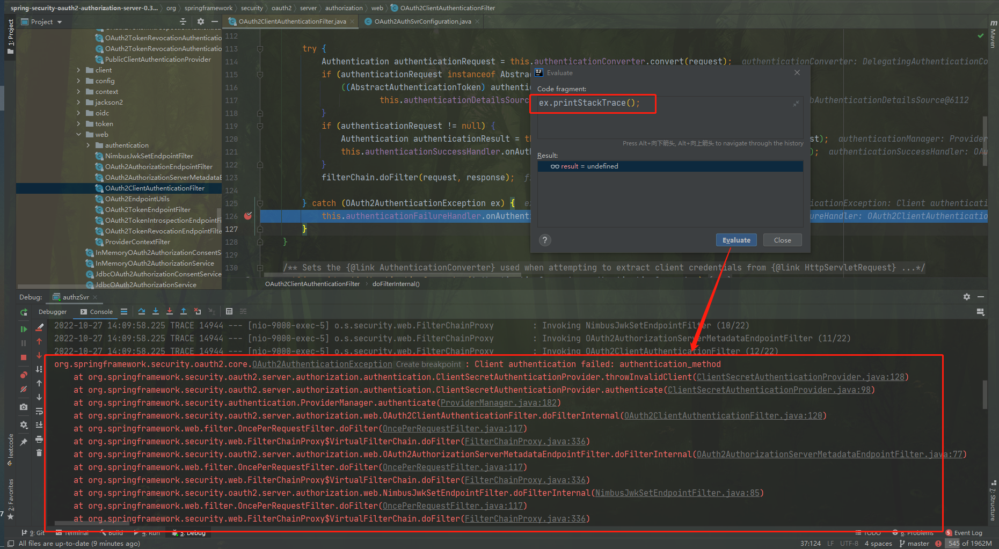 spring-security-oauth2-authorization-server-0.3... org springframework security oauth2 server authorization web OAuth2ClientAuthenticationFilter
1: Project
Project
OAuth2ClientAuthenticationFilter.java
OAuth2AuthSvrConfiguration.java
Maven
OAuth2TokenRevocationAuthenticatio
OAuth2TokenRevocationAuthenticatio
PublicClientAuthenticationProvider
client
config
context
jackson2
oidc
token
web
authentication
NimbusJwkSetEndpointFilter
OAuth2AuthorizationEndpointFilter
OAuth2AuthorizationServerMetadataE
OAuth2ClientAuthenticationFilter
OAuth2EndpointUtils
OAuth2TokenEndpointFilter
OAuth2TokenIntrospectionEndpointFi
OAuth2TokenRevocationEndpointFilte
ProviderContextFilter
InMemoryOAuth2AuthorizationConsentS
InMemoryOAuth2AuthorizationService
JdbcOAuth2AuthorizationConsentService
JdbcOAuth2AuthorizationService
112
113 try {
114 Authentication authenticationRequest = this.authenticationConverter.convert(request); authenticationConverter: DelegatingAuthenticationCo
115 if (authenticationRequest instanceof Abstrac
116 ((AbstractAuthenticationToken) authenti
117 this.authenticationDetailsSourc bAuthenticationDetailsSource@6112
118 }
119 if (authenticationRequest != null) {
120 Authentication authenticationResult = th st); authenticationManager: Provider
121 this.authenticationSuccessHandler.onAuth ); authenticationSuccessHandler: OAu
122 }
123 filterChain.doFilter(request, response);
124
125 } catch (OAuth2AuthenticationException ex) { icationException: Client authenticati
126 this.authenticationFailureHandler.onAuthenti ureHandler: OAuth2ClientAuthenticatio
127 }
128 }
129
130 /** Sets the {@link AuthenticationConverter} used when attempting to extract client credentials from {@link HttpServletRequest} ...*/
OAuth2ClientAuthenticationFilter doFilterInternal()
Evaluate
Code fragment:
ex.printStackTrace();
Press Alt+向下箭头, Alt+向上箭头 to navigate through the history
Result:
result = undefined
?
Evaluate
Close
Debug: authzSvr
Debugger Console
2022-10-27 14:09:58.225 TRACE 14944 --- [nio-9000-exec-5] o.s.security.web.FilterChainProxy : Invoking NimbusJwkSetEndpointFilter (10/22)
2022-10-27 14:09:58.225 TRACE 14944 --- [nio-9000-exec-5] o.s.security.web.FilterChainProxy : Invoking OAuth2AuthorizationServerMetadataEndpointFilter (11/22)
2022-10-27 14:09:58.225 TRACE 14944 --- [nio-9000-exec-5] o.s.security.web.FilterChainProxy : Invoking OAuth2ClientAuthenticationFilter (12/22)
org.springframework.security.oauth2.core.OAuth2AuthenticationException Create breakpoint : Client authentication failed: authentication_method
at org.springframework.security.oauth2.server.authorization.authentication.ClientSecretAuthenticationProvider.throwInvalidClient(ClientSecretAuthenticationProvider.java:128)
at org.springframework.security.oauth2.server.authorization.authentication.ClientSecretAuthenticationProvider.authenticate(ClientSecretAuthenticationProvider.java:98)
at org.springframework.security.authentication.ProviderManager.authenticate(ProviderManager.java:182)
at org.springframework.security.oauth2.server.authorization.web.OAuth2ClientAuthenticationFilter.doFilterInternal(OAuth2ClientAuthenticationFilter.java:120)
at org.springframework.web.filter.OncePerRequestFilter.doFilter(OncePerRequestFilter.java:117)
at org.springframework.security.web.FilterChainProxy$VirtualFilterChain.doFilter(FilterChainProxy.java:336)
at org.springframework.security.oauth2.server.authorization.web.OAuth2AuthorizationServerMetadataEndpointFilter.doFilterInternal(OAuth2AuthorizationServerMetadataEndpointFilter.java:77)
at org.springframework.web.filter.OncePerRequestFilter.doFilter(OncePerRequestFilter.java:117)
at org.springframework.security.web.FilterChainProxy$VirtualFilterChain.doFilter(FilterChainProxy.java:336)
at org.springframework.security.oauth2.server.authorization.web.NimbusJwkSetEndpointFilter.doFilterInternal(NimbusJwkSetEndpointFilter.java:85)
at org.springframework.web.filter.OncePerRequestFilter.doFilter(OncePerRequestFilter.java:117)
at org.springframework.security.web.FilterChainProxy$VirtualFilterChain.doFilter(FilterChainProxy.java:336)
leetcode
2: Favorites
7: Structure
9: Git Terminal Build 4: Run 5: Debug TODO 6: Problems 5 Event Log
All files are up-to-date (9 minutes ago) 37:124 LF UTF-8 4 spaces master 545 of 1962M